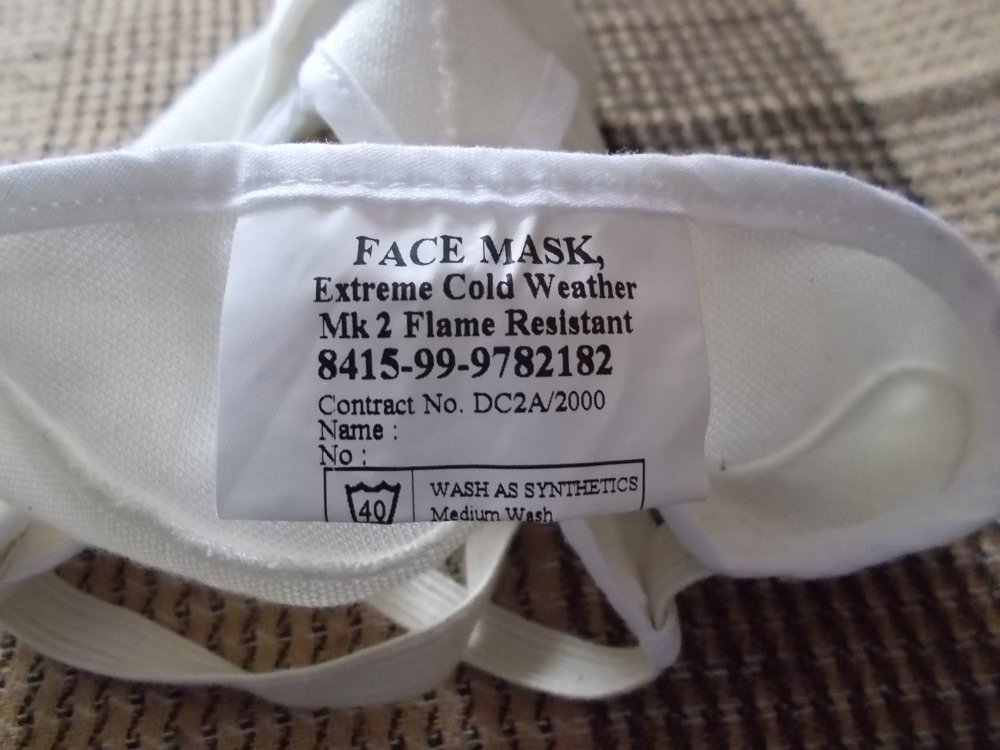 FACE MASK,
Extreme Cold Weather
Mk 2 Flame Resistant
8415-99-9782182
Contract No. DC2A/2000
Name :
No :
40
WASH AS SYNTHETICS
Medium Wash